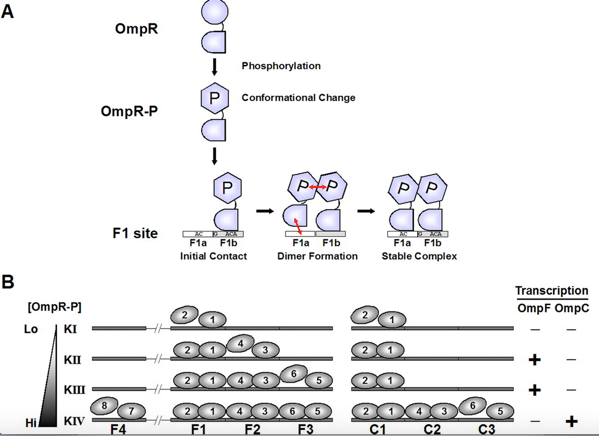 A
OmpR
Phosphorylation
P
OmpR-P
Conformational Change
P
P P P P
F1 site
AC G ACA AC G ACA
F1a F1b F1a F1b F1a F1b
Initial Contact Dimer Formation Stable Complex
B
Transcription
[OmpR-P] OmpF OmpC
Lo KI 2 1 2 1 – –
KII 2 1 4 3 2 1 + –
KIII 2 1 4 3 6 5 2 1 + –
Hi KIV 8 7 2 1 4 3 6 5 2 1 4 3 6 5 – +
F4 F1 F2 F3 C1 C2 C3